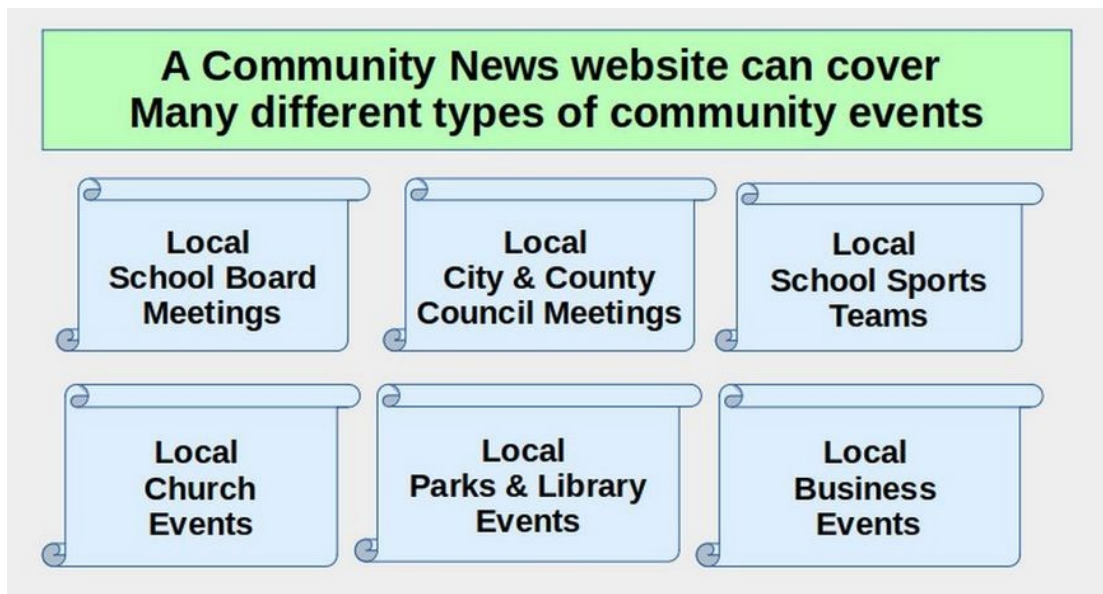 A Community News website can cover
Many different types of community events
Local
School Board
Meetings
Local
City & County
Council Meetings
Local
School Sports
Teams
Local
Church
Events
Local
Parks & Library
Events
Local
Business
Events